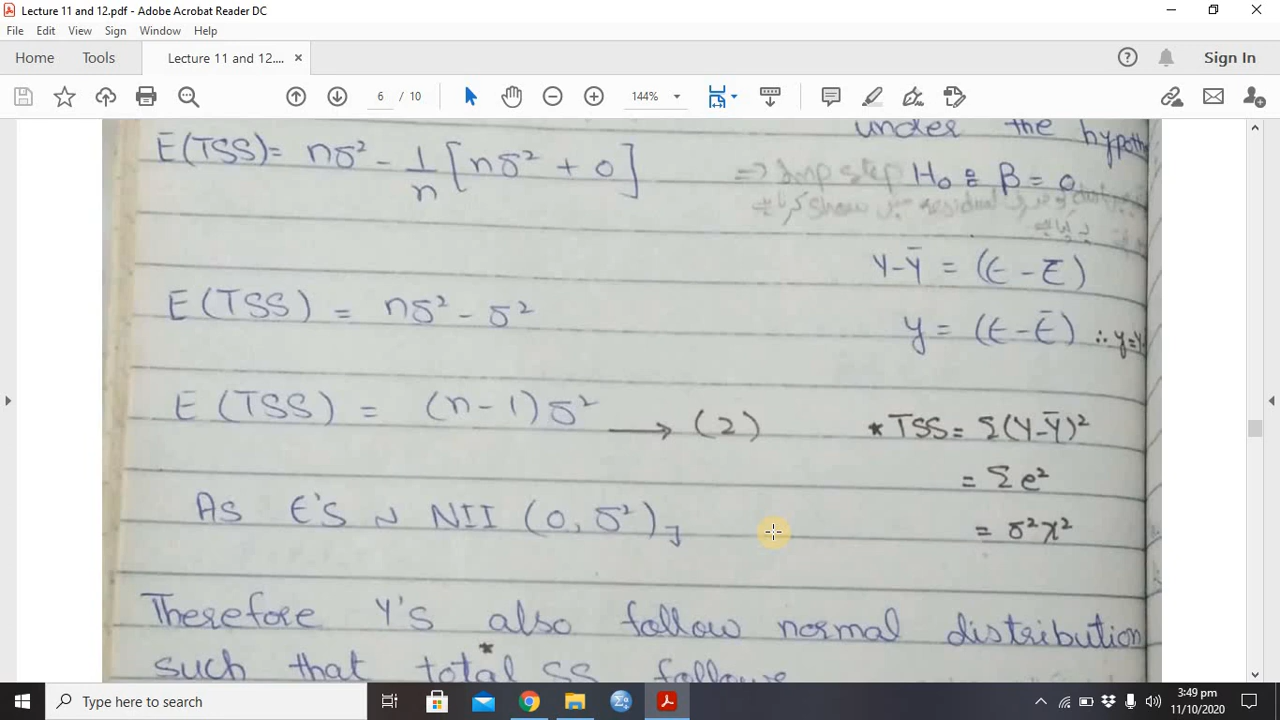 Lecture 11 and 12.pdf - Adobe Acrobat Reader DC
File Edit View Sign Window Help
Home Tools Lecture 11 and 12.... × Sign In
6 / 10 144%
under the hypoth
E(TSS) = nσ² - 1/n [nσ² + 0]
=> Imp step H₀ : β = 0
Y-Ȳ = (ε - ε̄)
E(TSS) = nσ² - σ²
y = (ε - ε̄) ∴ y=Y
E(TSS) = (n-1)σ² → (2)
*TSS = Σ(Y-Ȳ)²
= Σe²
As ε's ~ NII (0, σ²),
= σ²χ²
Therefore Y's also follow normal distribution
such that total* SS follows
Type here to search
3:49 pm
11/10/2020